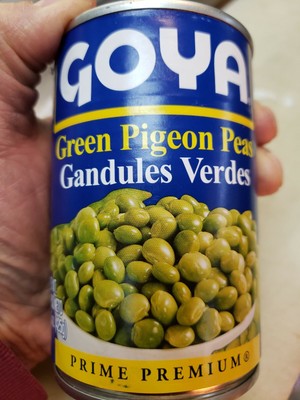 GOYA
Green Pigeon Peas
Gandules Verdes
PRIME PREMIUM®